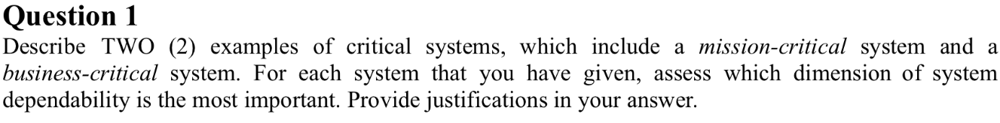 Question 1
Describe TWO (2) examples of critical systems, which include a mission-critical system and a
business-critical system. For each system that you have given, assess which dimension of system
dependability is the most important. Provide justifications in your answer.